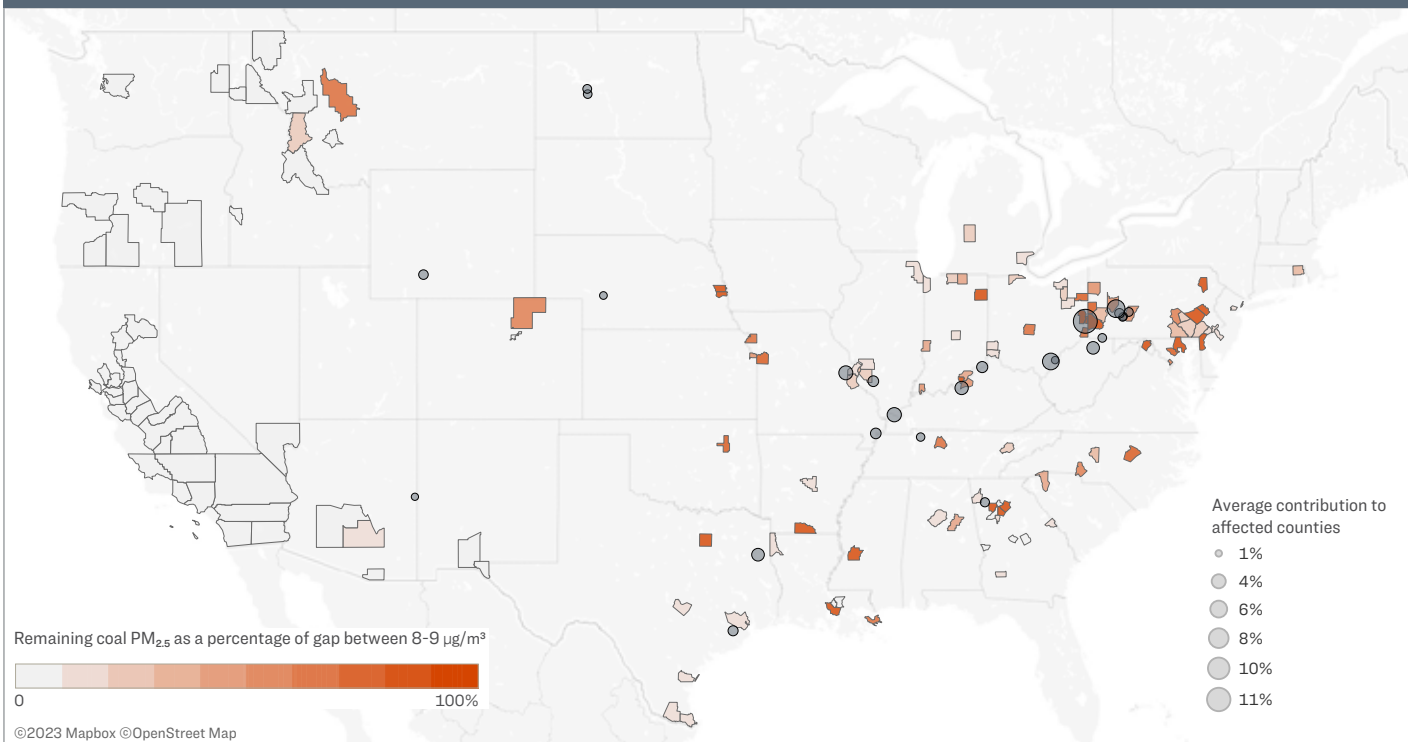 Average contribution to
affected counties
1%
4%
6%
8%
10%
11%
Remaining coal PM₂.₅ as a percentage of gap between 8-9 µg/m³
0
100%
©2023 Mapbox ©OpenStreet Map